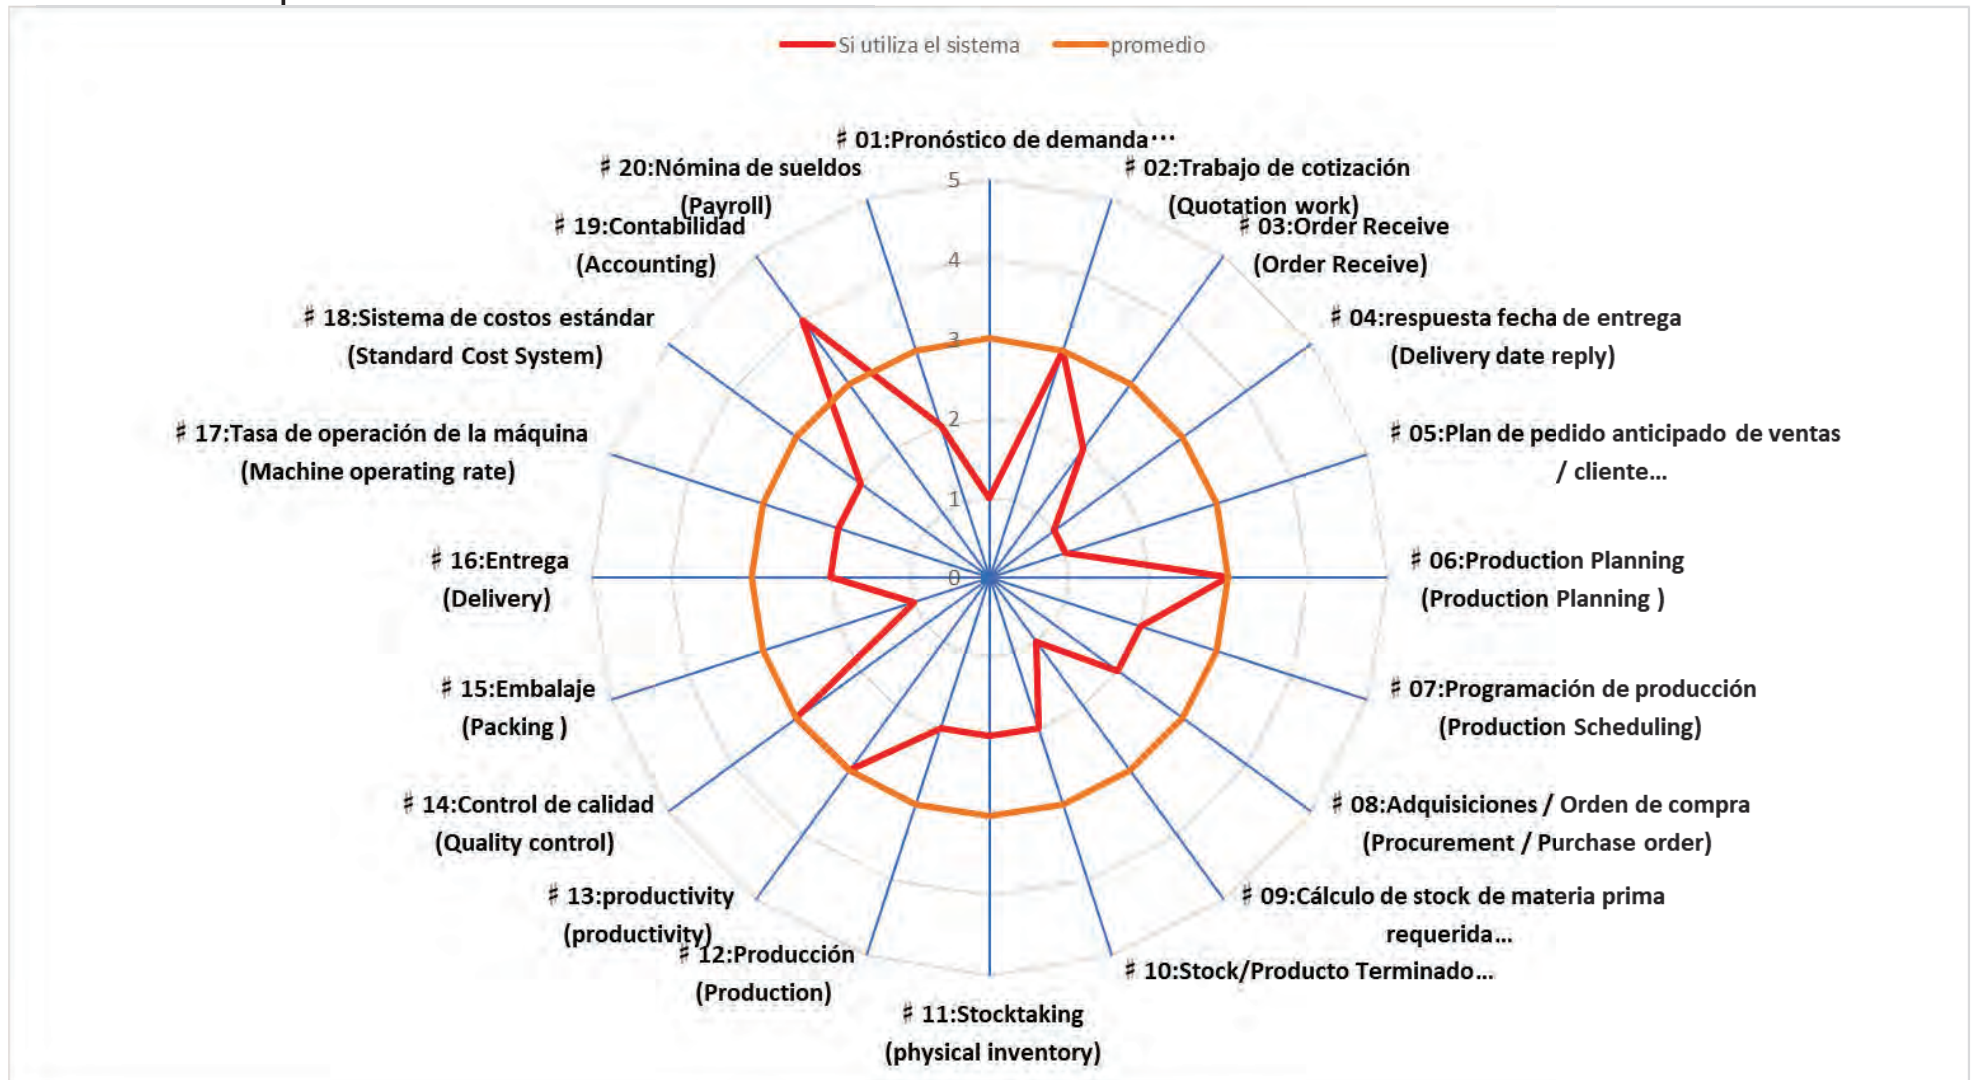 Si utiliza el sistema promedio
♯ 01:Pronóstico de demanda…
♯ 02:Trabajo de cotización
(Quotation work)
♯ 03:Order Receive
(Order Receive)
♯ 04:respuesta fecha de entrega
(Delivery date reply)
♯ 05:Plan de pedido anticipado de ventas
/ cliente…
♯ 06:Production Planning
(Production Planning )
♯ 07:Programación de producción
(Production Scheduling)
♯ 08:Adquisiciones / Orden de compra
(Procurement / Purchase order)
♯ 09:Cálculo de stock de materia prima
requerida…
♯ 10:Stock/Producto Terminado…
♯ 11:Stocktaking
(physical inventory)
♯ 12:Producción
(Production)
♯ 13:productivity
(productivity)
♯ 14:Control de calidad
(Quality control)
♯ 15:Embalaje
(Packing )
♯ 16:Entrega
(Delivery)
♯ 17:Tasa de operación de la máquina
(Machine operating rate)
♯ 18:Sistema de costos estándar
(Standard Cost System)
♯ 19:Contabilidad
(Accounting)
♯ 20:Nómina de sueldos
(Payroll)
5
4
3
2
1
0